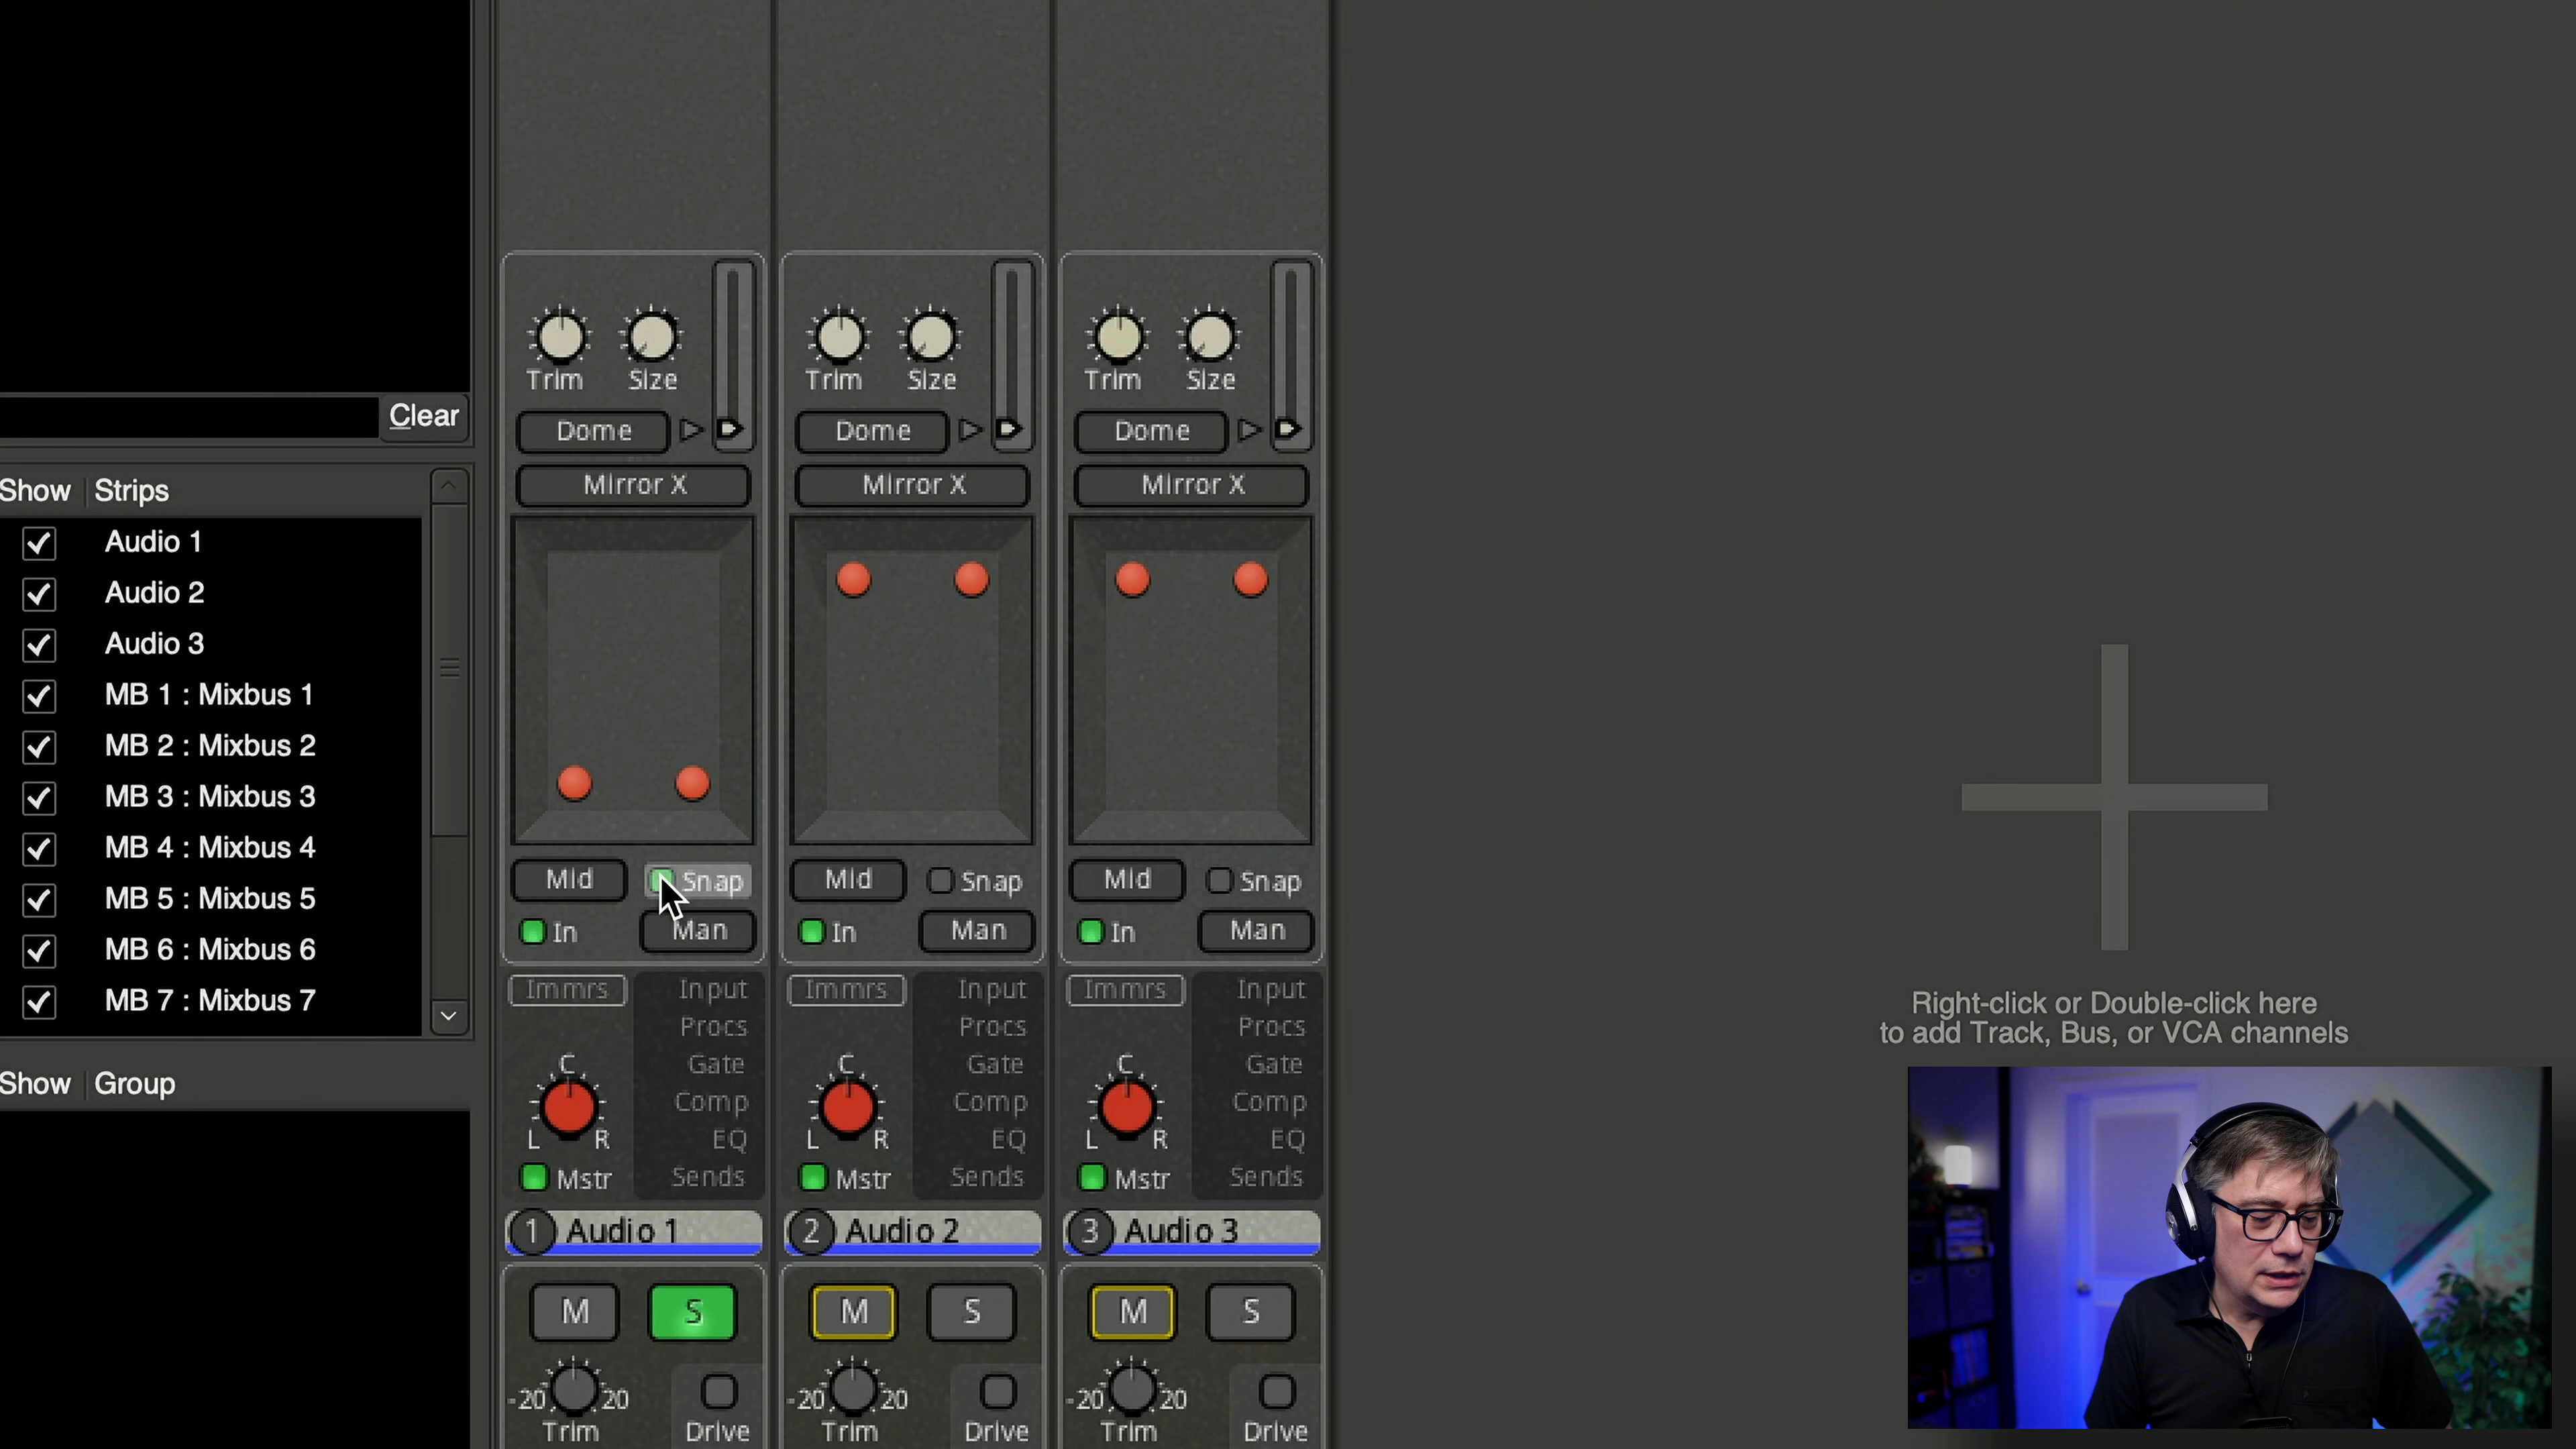 Clear
Show Strips
Audio 1
Audio 2
Audio 3
MB 1 : Mixbus 1
MB 2 : Mixbus 2
MB 3 : Mixbus 3
MB 4 : Mixbus 4
MB 5 : Mixbus 5
MB 6 : Mixbus 6
MB 7 : Mixbus 7
Show Group
Trim Size
Dome
Mirror X
Mid Snap
In Man
Immrs Input
Procs
Gate
C Comp
L R EQ
Mstr Sends
1 Audio 1
M S
-20 20
Trim Drive
Trim Size
Dome
Mirror X
Mid Snap
In Man
Immrs Input
Procs
Gate
C Comp
L R EQ
Mstr Sends
2 Audio 2
M S
-20 20
Trim Drive
Trim Size
Dome
Mirror X
Mid Snap
In Man
Immrs Input
Procs
Gate
C Comp
L R EQ
Mstr Sends
3 Audio 3
M S
-20 20
Trim Drive
Right-click or Double-click here
to add Track, Bus, or VCA channels